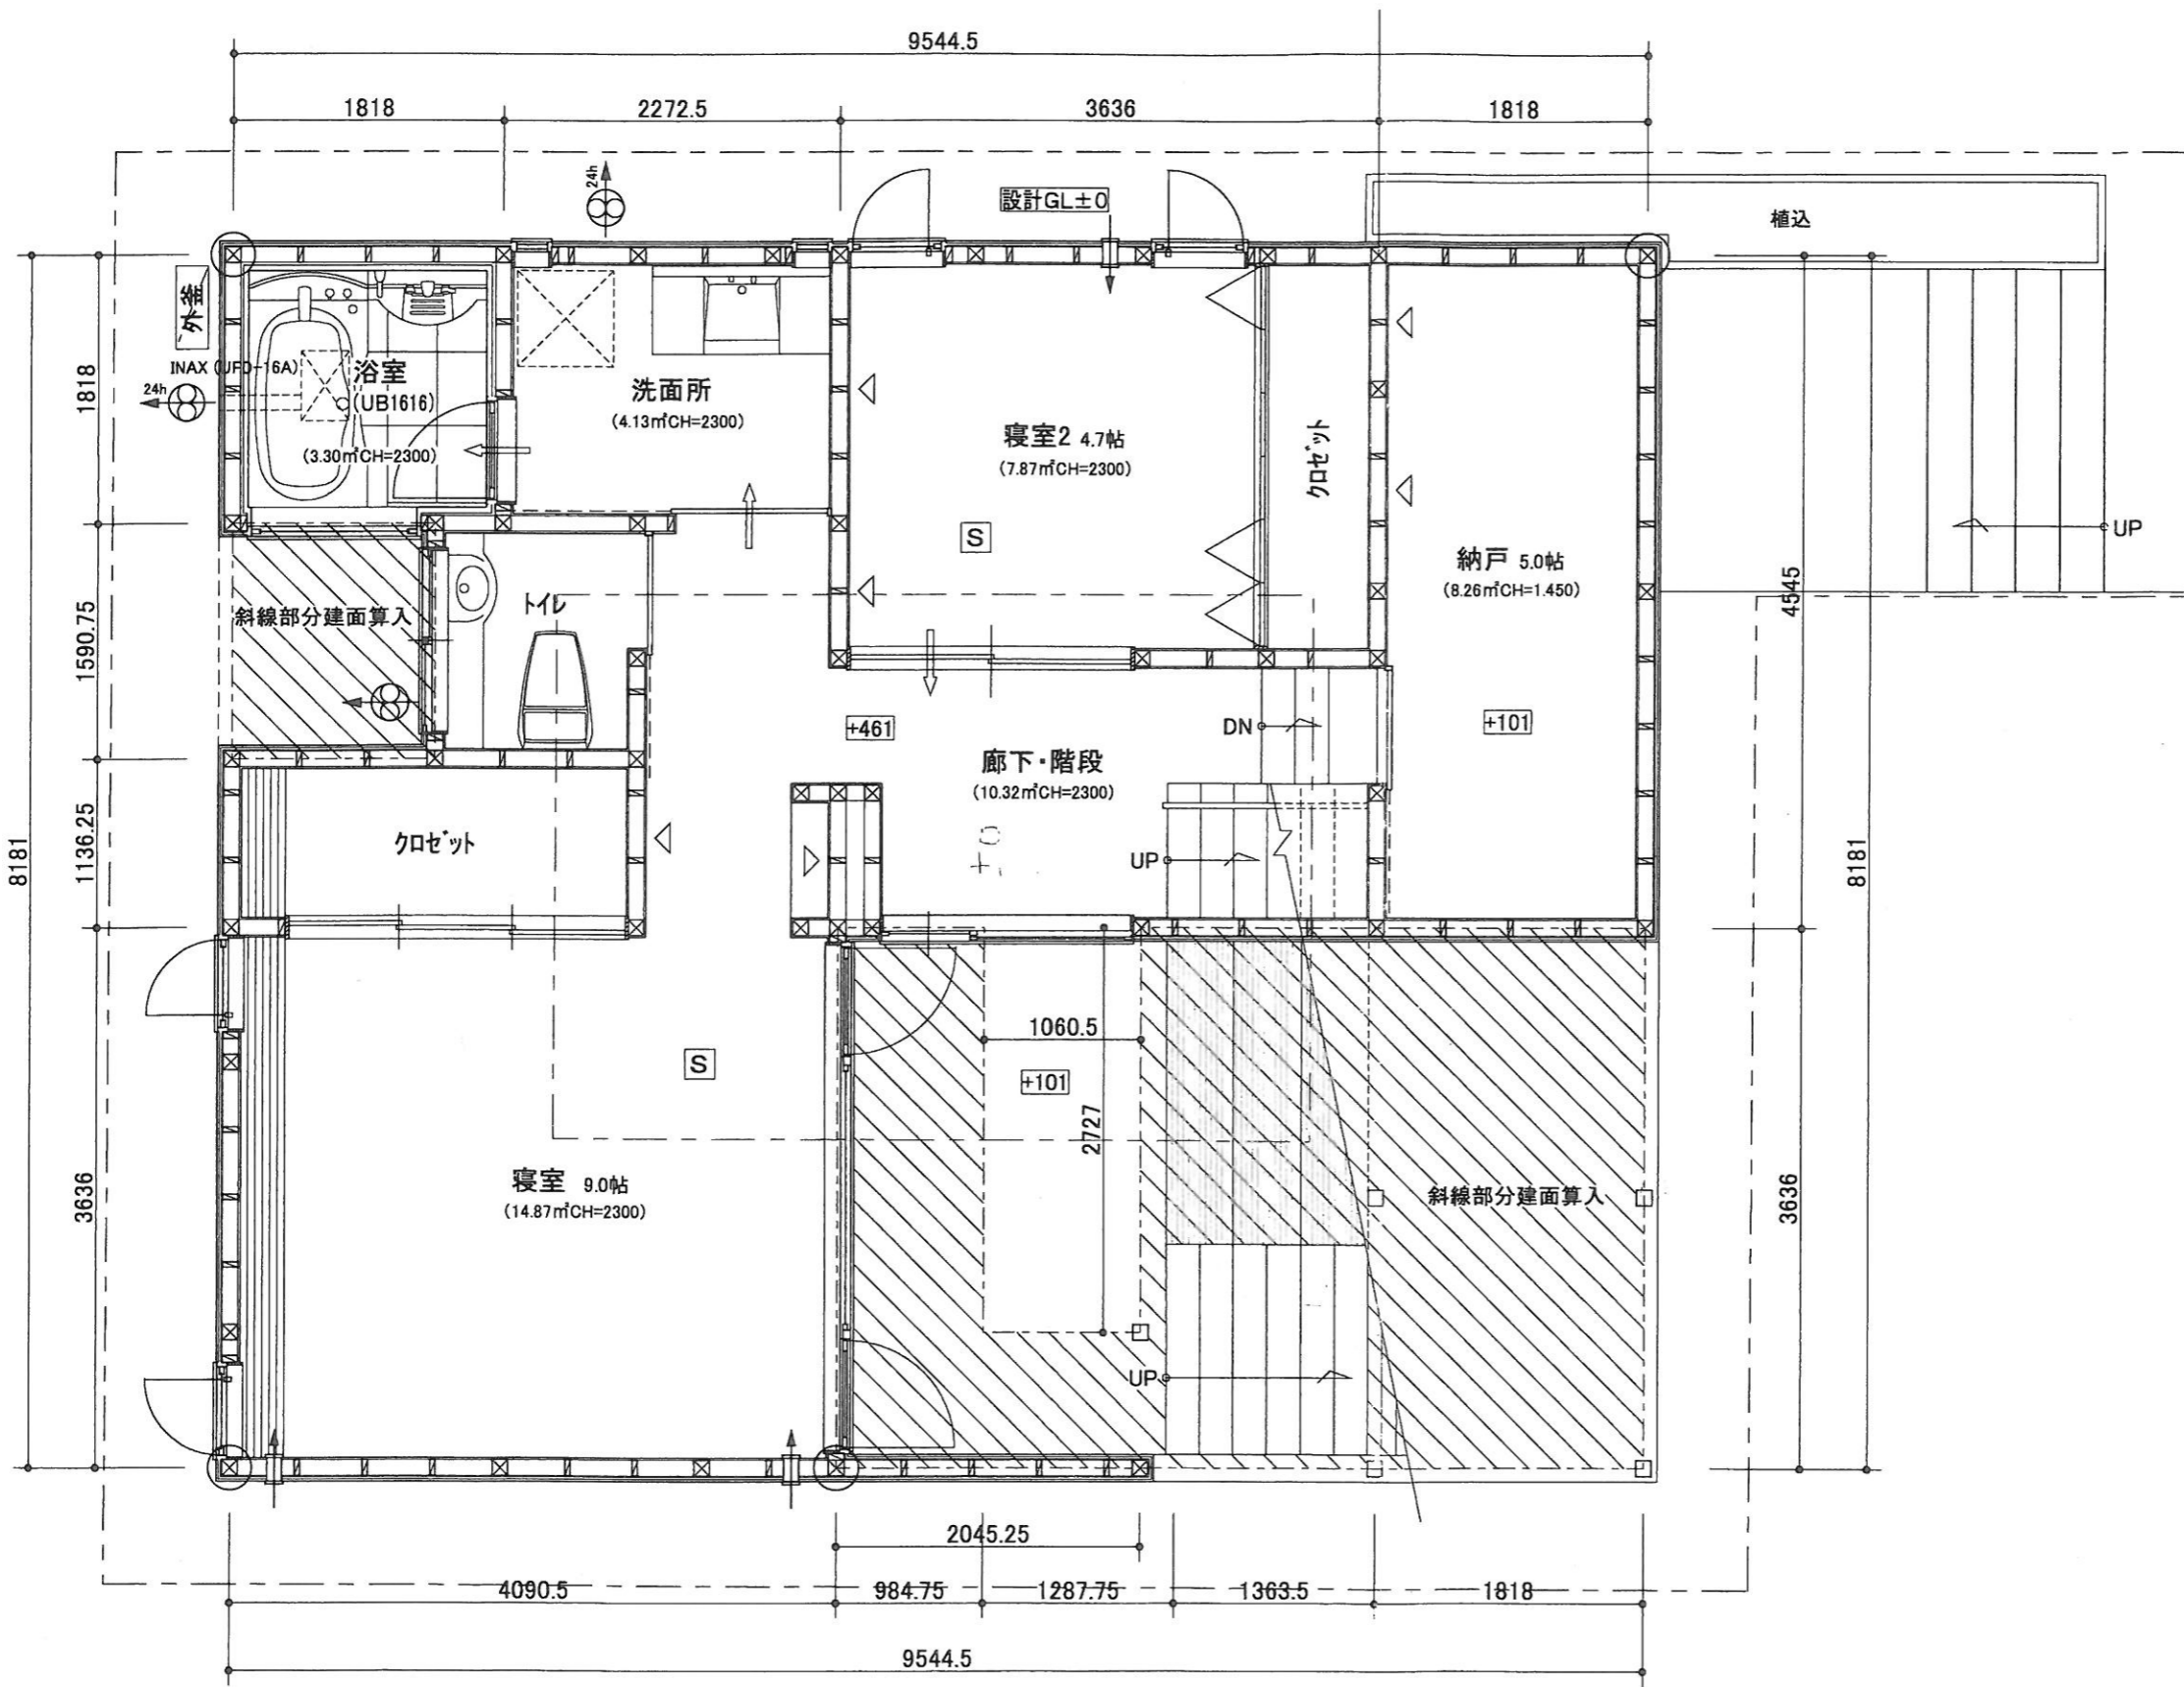 9544.5
1818
2272.5
3636
1818
24h
設計GL±0
植込
外釜
INAX (UFD-16A)
24h
浴室
(UB1616)
(3.30㎡CH=2300)
洗面所
(4.13㎡CH=2300)
寝室2 4.7帖
(7.87㎡CH=2300)
クロゼット
S
納戸 5.0帖
(8.26㎡CH=1.450)
UP
4545
8181
8181
1818
1590.75
1136.25
3636
斜線部分建面算入
トイレ
+461
DN
+101
廊下・階段
(10.32㎡CH=2300)
±0
UP
クロゼット
1060.5
+101
2727
S
寝室 9.0帖
(14.87㎡CH=2300)
斜線部分建面算入
3636
UP
2045.25
4090.5
984.75
1287.75
1363.5
1818
9544.5